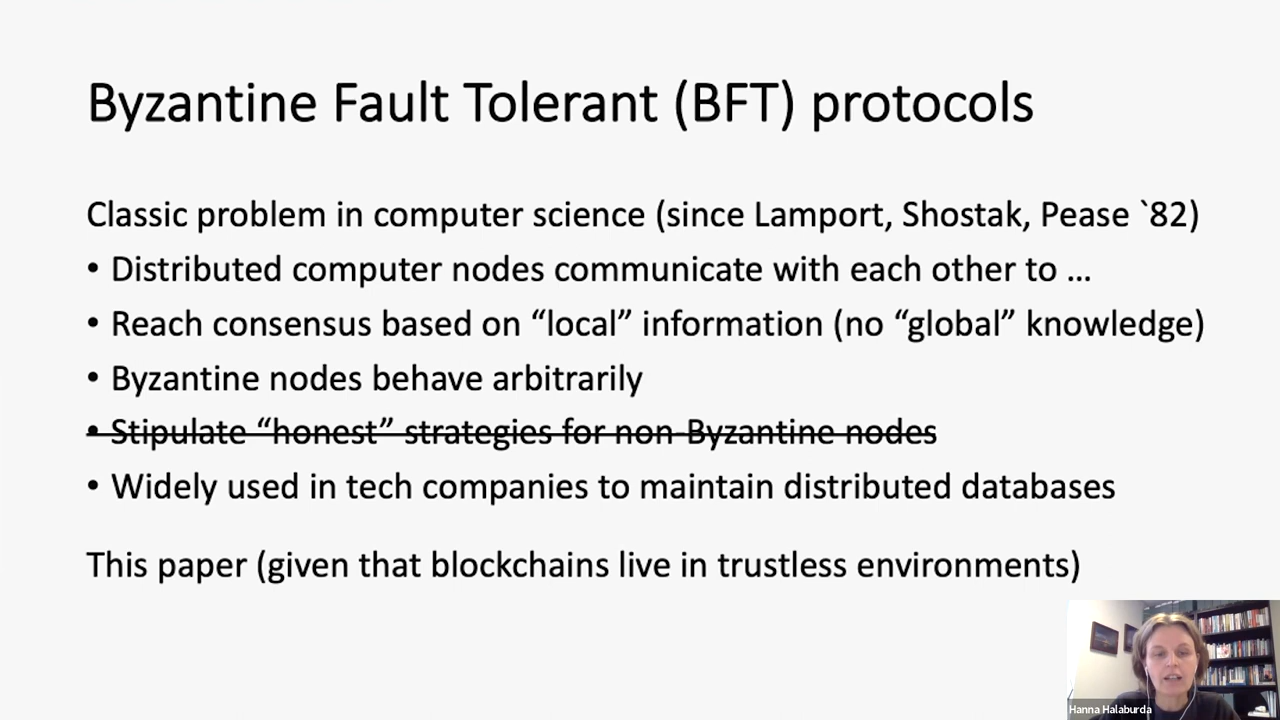 Byzantine Fault Tolerant (BFT) protocols
Classic problem in computer science (since Lamport, Shostak, Pease `82)
• Distributed computer nodes communicate with each other to ...
• Reach consensus based on “local” information (no “global” knowledge)
• Byzantine nodes behave arbitrarily
• Stipulate “honest” strategies for non-Byzantine nodes
• Widely used in tech companies to maintain distributed databases
This paper (given that blockchains live in trustless environments)
Hanna Halaburda